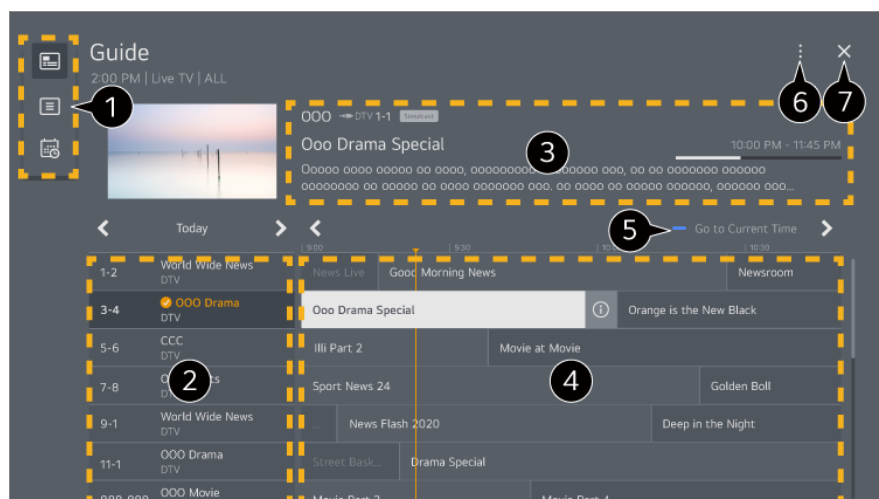 Guide
2:00 PM | Live TV | ALL
1
6
7
OOO DTV 1-1 Simulcast
Ooo Drama Special
3
10:00 PM - 11:45 PM
Today
5
Go to Current Time
9:00 9:30 10:30
1-2 World Wide News
DTV
News Live Good Morning News Newsroom
3-4 OOO Drama
DTV
Ooo Drama Special Orange is the New Black
5-6 CCC
DTV
Illi Part 2 Movie at Movie
7-8
2
Sport News 24 4 Golden Boll
9-1 World Wide News
DTV
... News Flash 2020 Deep in the Night
11-1 OOO Drama
DTV
Street Bask... Drama Special
OOO Movie